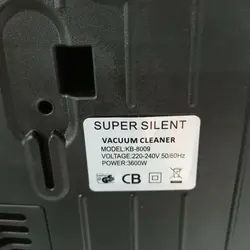 SUPER SILENT
VACUUM CLEANER
MODEL:KB-8009
VOLTAGE:220-240V 50/60Hz
POWER:3600W
CB